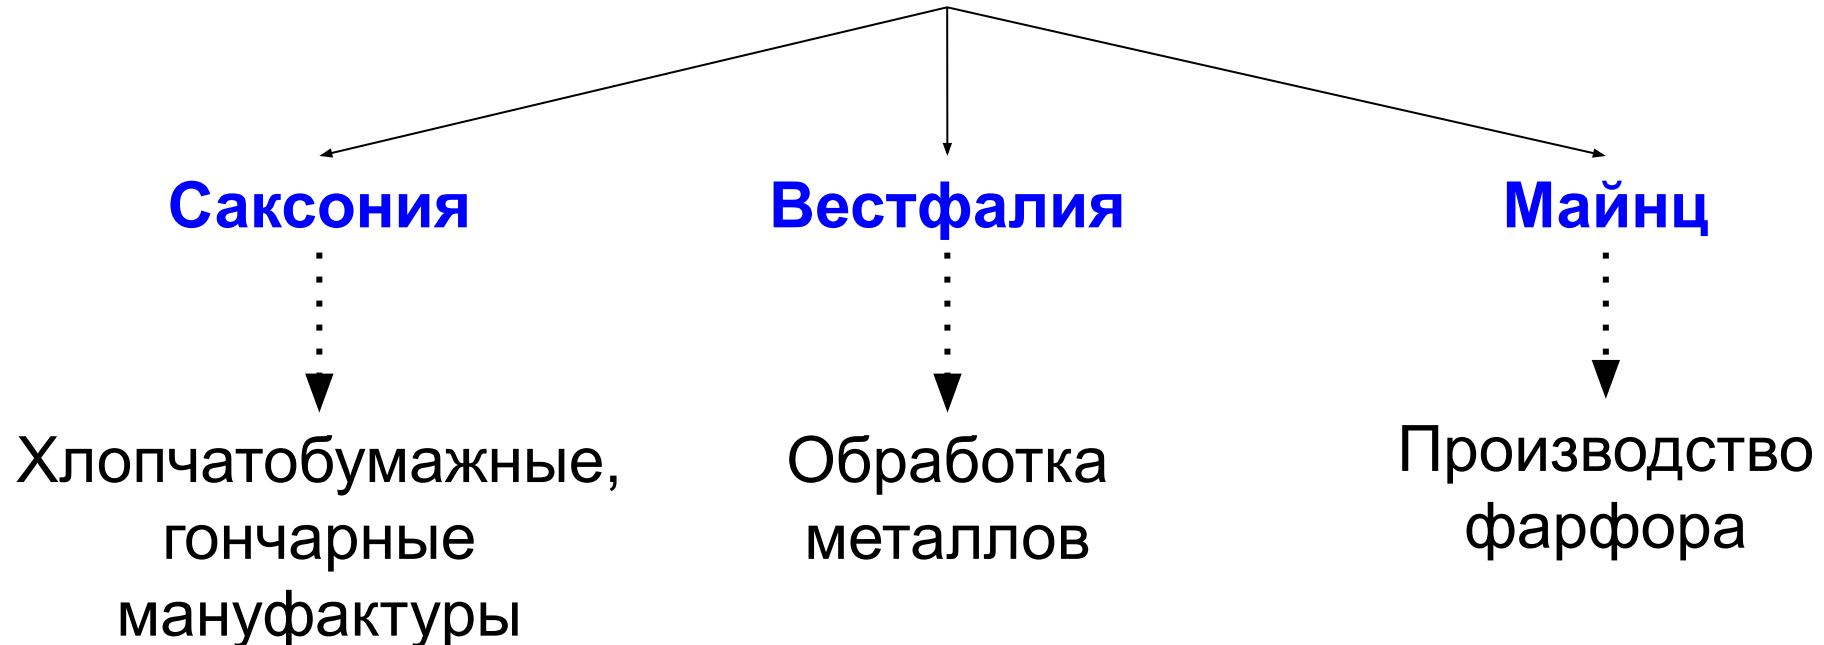 Саксония
Вестфалия
Майнц
Хлопчатобумажные,
гончарные
мануфактуры
Обработка
металлов
Производство
фарфора